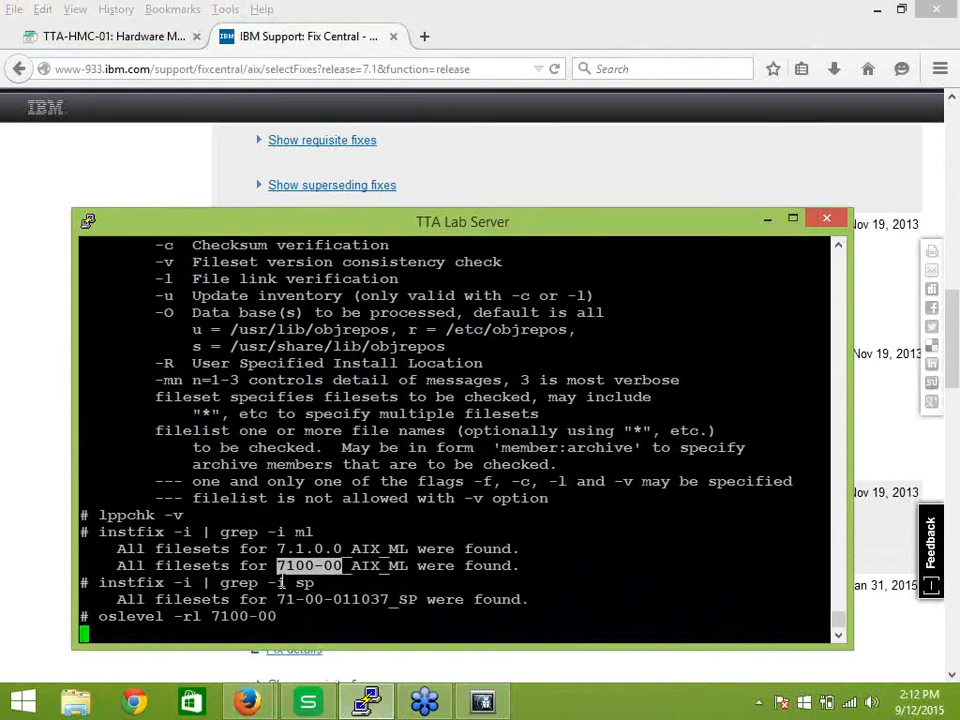 File Edit View History Bookmarks Tools Help
TTA-HMC-01: Hardware M...
IBM
IBM Support: Fix Central - ...
www-933.ibm.com/support/fixcentral/aix/selectFixes?release=7.1&function=release
Search
IBM
Show requisite fixes
Show superseding fixes
Nov 19, 2013
TTA Lab Server
-c Checksum verification
-v Fileset version consistency check
-l File link verification
-u Update inventory (only valid with -c or -l)
-O Data base(s) to be processed, default is all
u = /usr/lib/objrepos, r = /etc/objrepos,
s = /usr/share/lib/objrepos
-R User Specified Install Location
-mn n=1-3 controls detail of messages, 3 is most verbose
fileset specifies filesets to be checked, may include
"*", etc to specify multiple filesets
filelist one or more file names (optionally using "*", etc.)
to be checked. May be in form 'member:archive' to specify
archive members that are to be checked.
--- one and only one of the flags -f, -c, -l and -v may be specified
--- filelist is not allowed with -v option
# lppchk -v
# instfix -i | grep -i ml
All filesets for 7.1.0.0_AIX_ML were found.
All filesets for 7100-00_AIX_ML were found.
# instfix -i | grep -i sp
All filesets for 71-00-011037_SP were found.
# oslevel -rl 7100-00
Nov 19, 2013
Nov 19, 2013
Jan 31, 2015
Feedback
Fix details
2:12 PM
9/12/2015